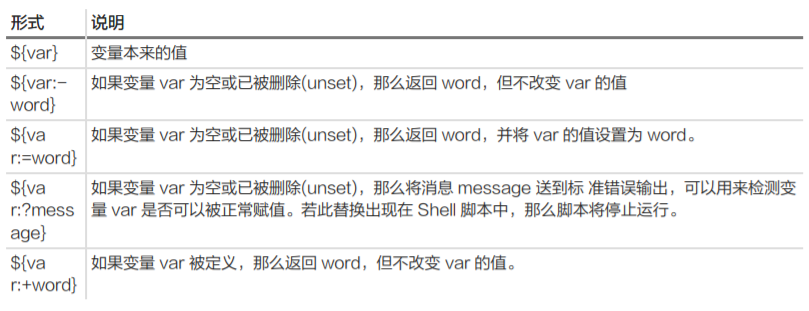 形式 说明
${var} 变量本来的值
${var:-
word} 如果变量 var 为空或已被删除(unset)，那么返回 word，但不改变 var 的值
${va
r:=word} 如果变量 var 为空或已被删除(unset)，那么返回 word，并将 var 的值设置为 word。
${va
r:?mess
age} 如果变量 var 为空或已被删除(unset)，那么将消息 message 送到标 准错误输出，可以用来检测变
量 var 是否可以被正常赋值。若此替换出现在 Shell 脚本中，那么脚本将停止运行。
${va
r:+word} 如果变量 var 被定义，那么返回 word，但不改变 var 的值。